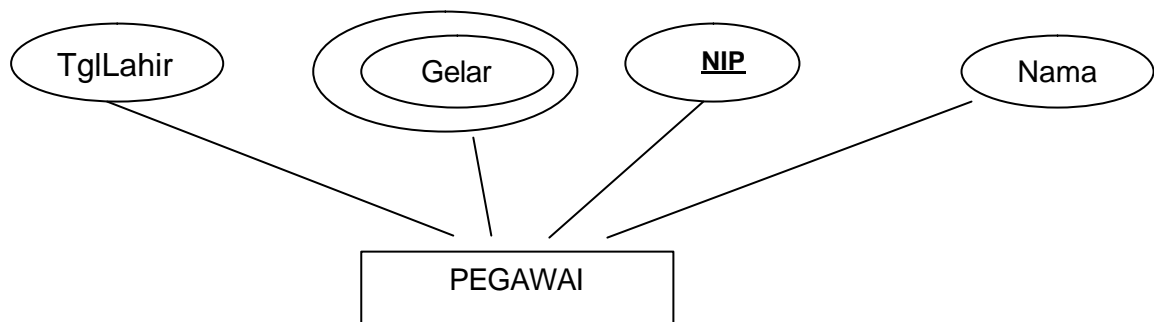 TglLahir
Gelar
NIP
Nama
PEGAWAI